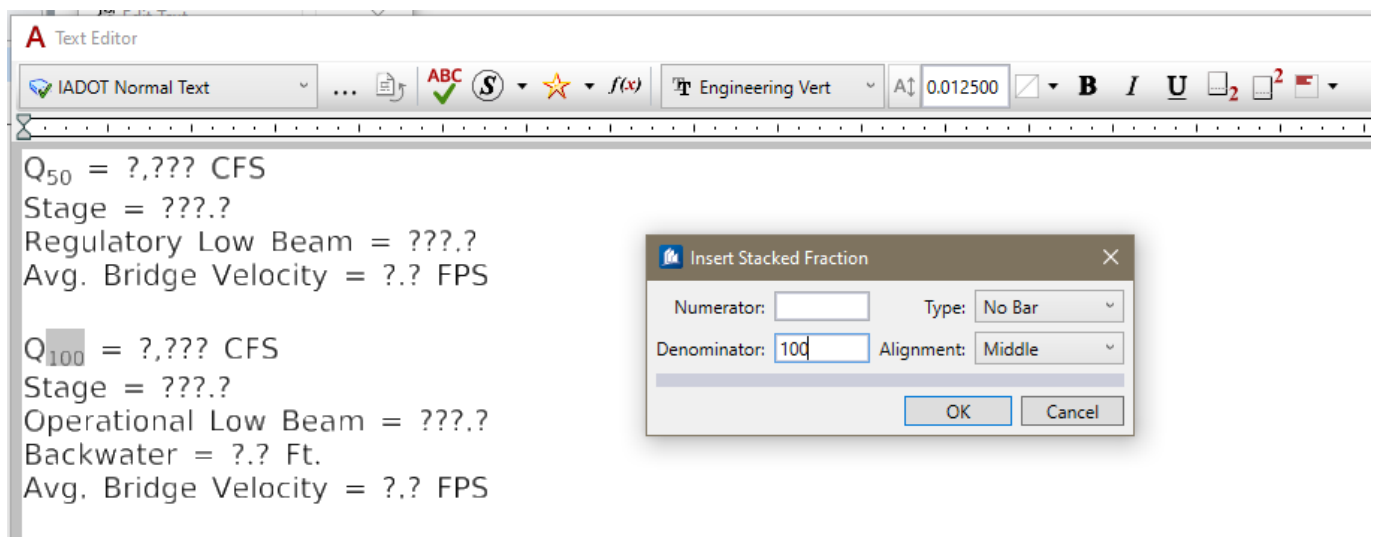 Text Editor
IADOT Normal Text ... ABC S f(x) Engineering Vert A 0.012500 B I U 2 2
Q50 = ?,??? CFS
Stage = ???.?
Regulatory Low Beam = ???.?
Avg. Bridge Velocity = ?.? FPS
Q100 = ?,??? CFS
Stage = ???.?
Operational Low Beam = ???.?
Backwater = ?.? Ft.
Avg. Bridge Velocity = ?.? FPS
Insert Stacked Fraction
Numerator: Type: No Bar
Denominator: 100 Alignment: Middle
OK Cancel